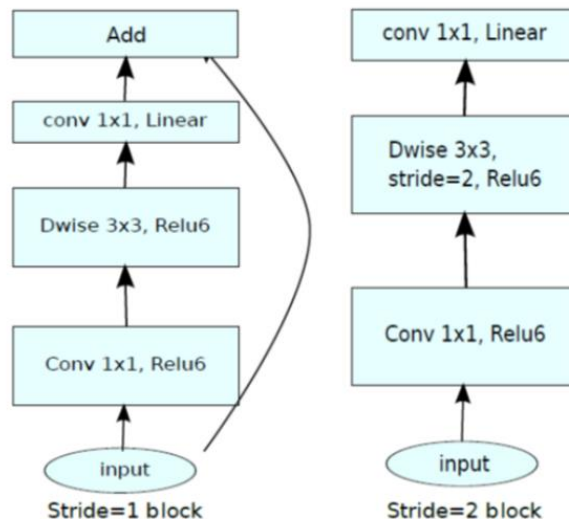 Add
conv 1x1, Linear
Dwise 3x3, Relu6
Conv 1x1, Relu6
input
Stride=1 block
conv 1x1, Linear
Dwise 3x3,
stride=2, Relu6
Conv 1x1, Relu6
input
Stride=2 block